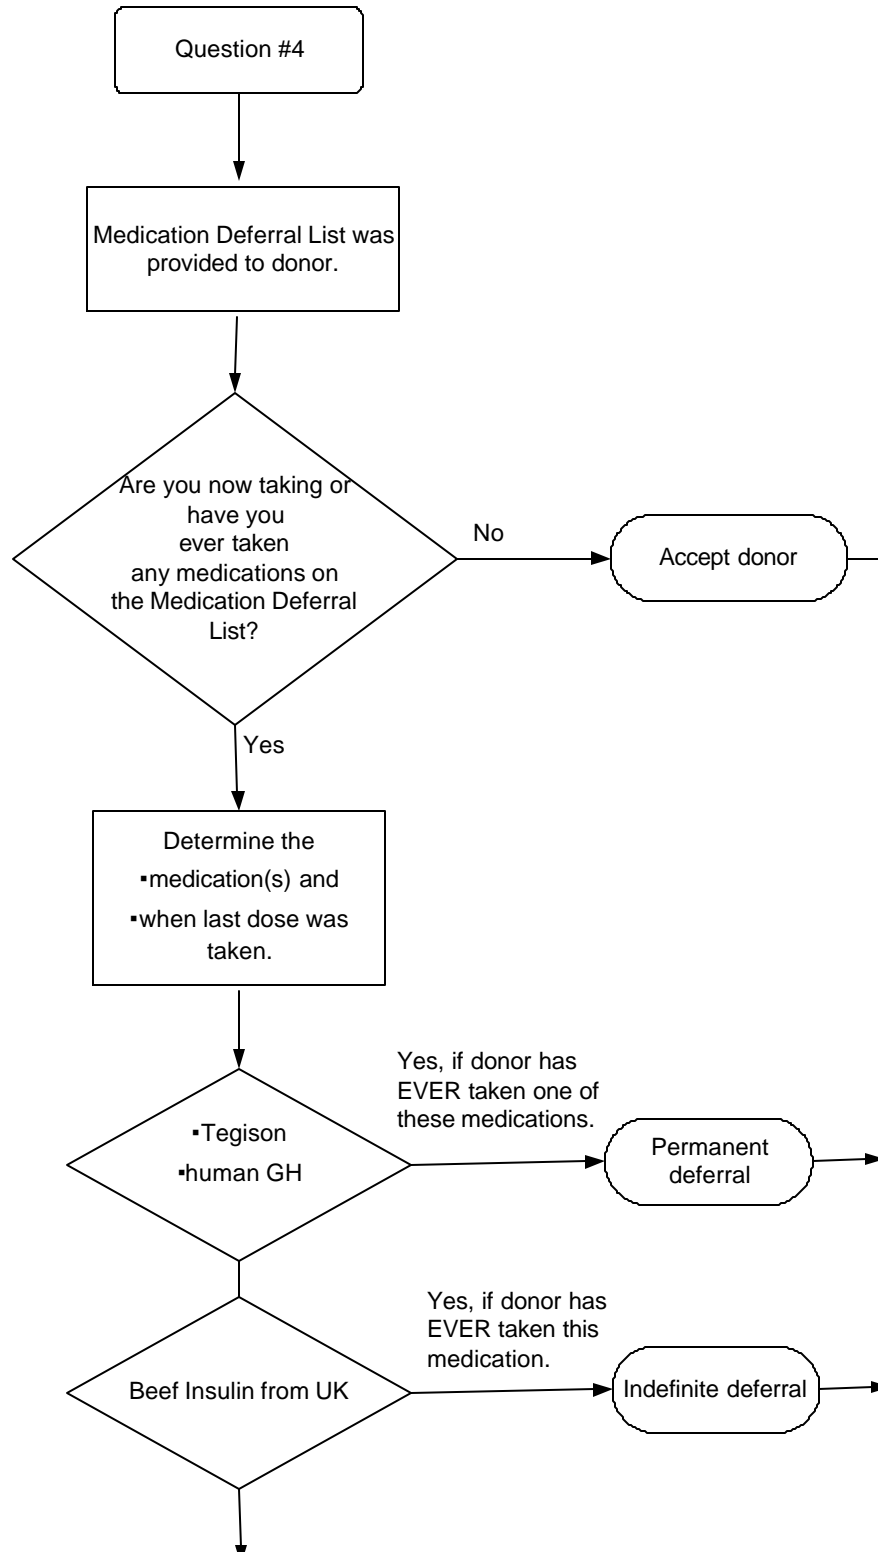 Question #4
Medication Deferral List was
provided to donor.
Are you now taking or
have you
ever taken
any medications on
the Medication Deferral
List?
No
Accept donor
Yes
Determine the
▪medication(s) and
▪when last dose was
taken.
Yes, if donor has
EVER taken one of
these medications.
▪Tegison
▪human GH
Permanent
deferral
Yes, if donor has
EVER taken this
medication.
Beef Insulin from UK
Indefinite deferral